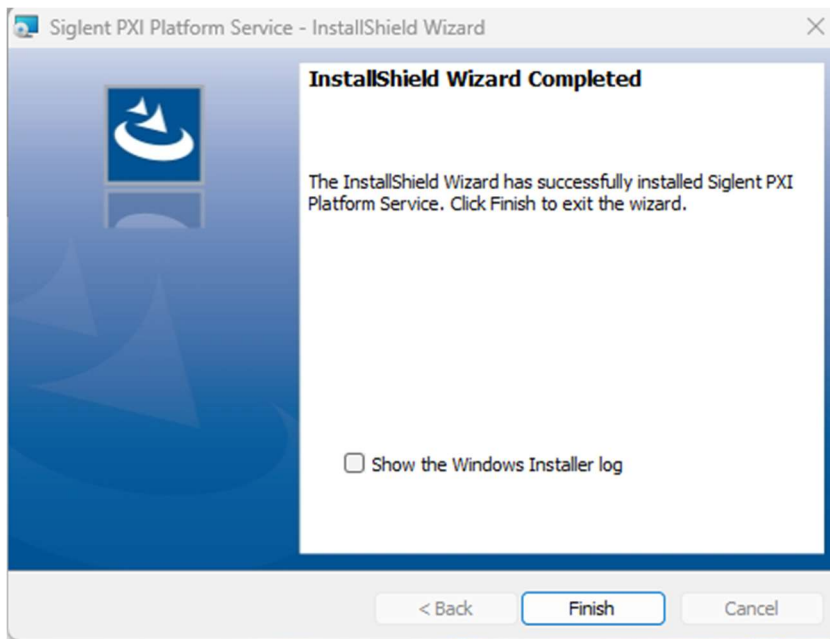 Siglent PXI Platform Service - InstallShield Wizard
InstallShield Wizard Completed
The InstallShield Wizard has successfully installed Siglent PXI
Platform Service. Click Finish to exit the wizard.
Show the Windows Installer log
< Back
Finish
Cancel